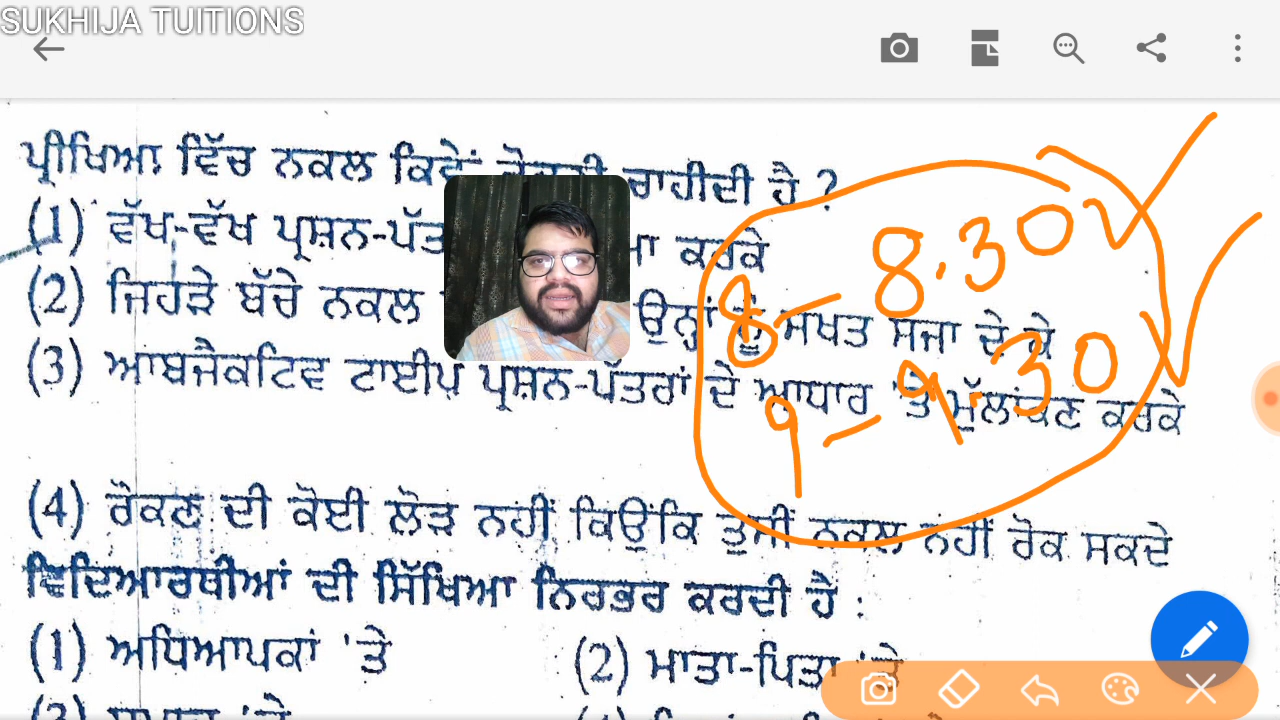 SUKHIJA TUITIONS
ਪ੍ਰੀਖਿਆ ਵਿੱਚ ਨਕਲ ਕਿਵੇਂ ਚਾਹੀਦੀ ਹੈ ?
(1) ਵੱਖ-ਵੱਖ ਪ੍ਰਸ਼ਨ-ਪੱਤ ਕਰਕੇ
8.30
(2) ਜਿਹੜੇ ਬੱਚੇ ਨਕਲ ਉਨ੍ਹਾਂ ਨੂੰ ਸਖਤ ਸਜਾ ਦੇ ਕੇ
8 -
(3) ਆਬਜੈਕਟਿਵ ਟਾਈਪ ਪ੍ਰਸ਼ਨ-ਪੱਤਰਾਂ ਦੇ ਆਧਾਰ 'ਤੇ ਮੁੱਲਾਂਕਣ ਕਰਕੇ
9 - 9.30
(4) ਰੋਕਣ ਦੀ ਕੋਈ ਲੋੜ ਨਹੀਂ ਕਿਉਂਕਿ ਤੁਸੀਂ ਨਕਲ ਨਹੀਂ ਰੋਕ ਸਕਦੇ
ਵਿਦਿਆਰਥੀਆਂ ਦੀ ਸਿੱਖਿਆ ਨਿਰਭਰ ਕਰਦੀ ਹੈ :
(1) ਅਧਿਆਪਕਾਂ 'ਤੇ (2) ਮਾਤਾ-ਪਿਤਾ 'ਤੇ